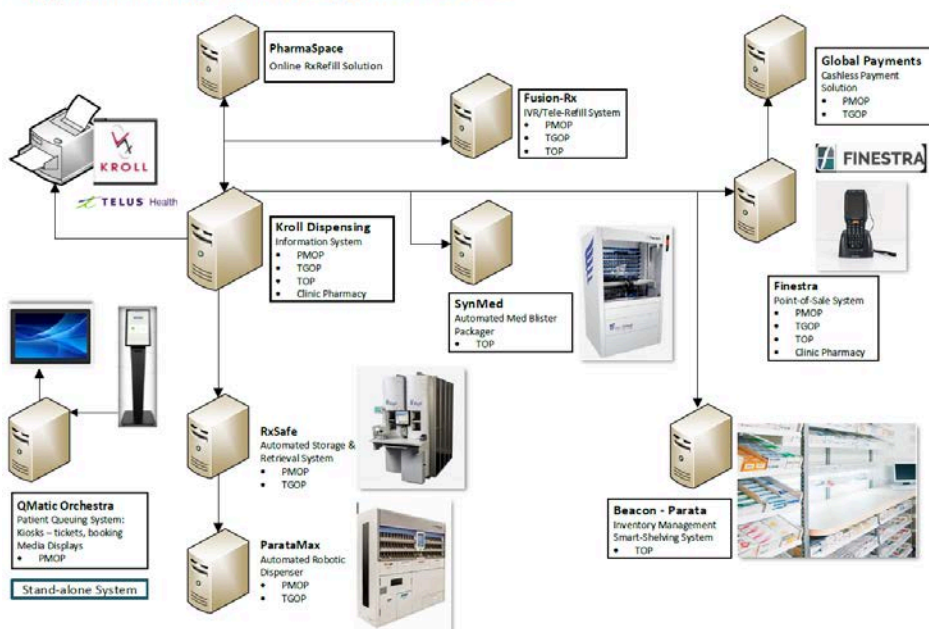 PharmaSpace
Online RxRefill Solution
Fusion-Rx
IVR/Tele-Refill System
• PMOP
• TGOP
• TOP
Global Payments
Cashless Payment
Solution
• PMOP
• TGOP
KROLL
TELUS Health
FINESTRA
Kroll Dispensing
Information System
• PMOP
• TGOP
• TOP
• Clinic Pharmacy
SynMed
Automated Med Blister
Packager
• TOP
Finestra
Point-of-Sale System
• PMOP
• TGOP
• TOP
• Clinic Pharmacy
QMatic Orchestra
Patient Queuing System:
Kiosks – tickets, booking
Media Displays
• PMOP
Stand-alone System
RxSafe
Automated Storage &
Retrieval System
• PMOP
• TGOP
ParataMax
Automated Robotic
Dispenser
• PMOP
• TGOP
Beacon - Parata
Inventory Management
Smart-Shelving System
• TOP